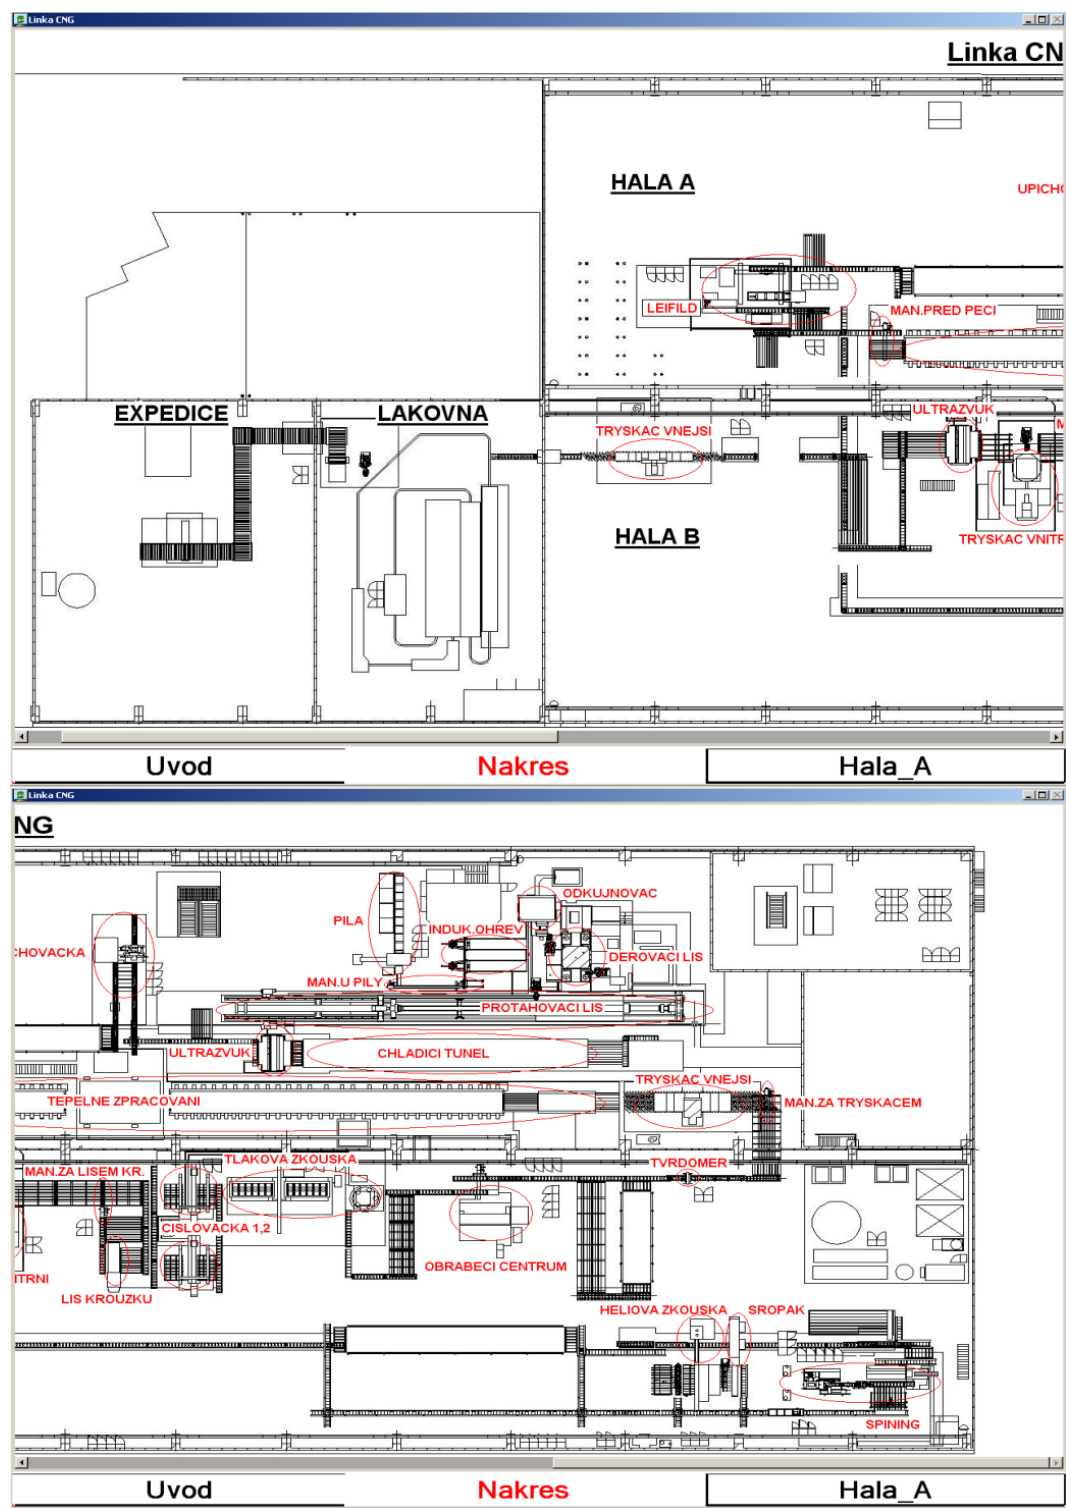 Linka CNG
Linka CN
HALA A
UPICHO
LEIFILD
MAN.PRED PECI
EXPEDICE
LAKOVNA
ULTRAZVUK
TRYSKAC VNEJSI
M
HALA B
TRYSKAC VNITR
Uvod
Nakres
Hala_A
Linka CNG
NG
ODKUJNOVAC
PILA
INDUK.OHREV
CHOVACKA
DEROVACI LIS
MAN.U PILY
PROTAHOVACI LIS
ULTRAZVUK
CHLADICI TUNEL
TRYSKAC VNEJSI
TEPELNE ZPRACOVANI
MAN.ZA TRYSKACEM
TLAKOVA ZKOUSKA
MAN.ZA LISEM KR.
TVRDOMER
CISLOVACKA 1,2
OBRABECI CENTRUM
ITRNI
LIS KROUZKU
HELIOVA ZKOUSKA
SROPAK
SPINING
Uvod
Nakres
Hala_A